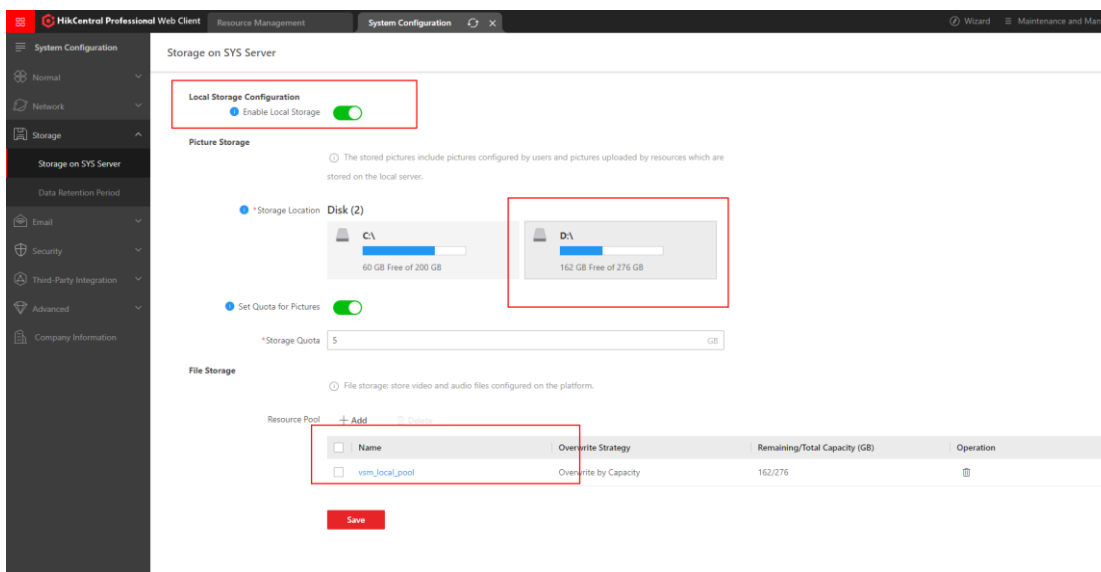 HikCentral Professional Web Client
Resource Management
System Configuration
Wizard
Maintenance and Man
System Configuration
Normal
Network
Storage
Storage on SYS Server
Data Retention Period
Email
Security
Third-Party Integration
Advanced
Company Information
Storage on SYS Server
Local Storage Configuration
Enable Local Storage
Picture Storage
The stored pictures include pictures configured by users and pictures uploaded by resources which are
stored on the local server.
*Storage Location Disk (2)
C:\
60 GB Free of 200 GB
D:\
162 GB Free of 276 GB
Set Quota for Pictures
*Storage Quota 5 GB
File Storage
File storage: store video and audio files configured on the platform.
Resource Pool + Add Delete
Name Overwrite Strategy Remaining/Total Capacity (GB) Operation
vsm_local_pool Overwrite by Capacity 162/276
Save